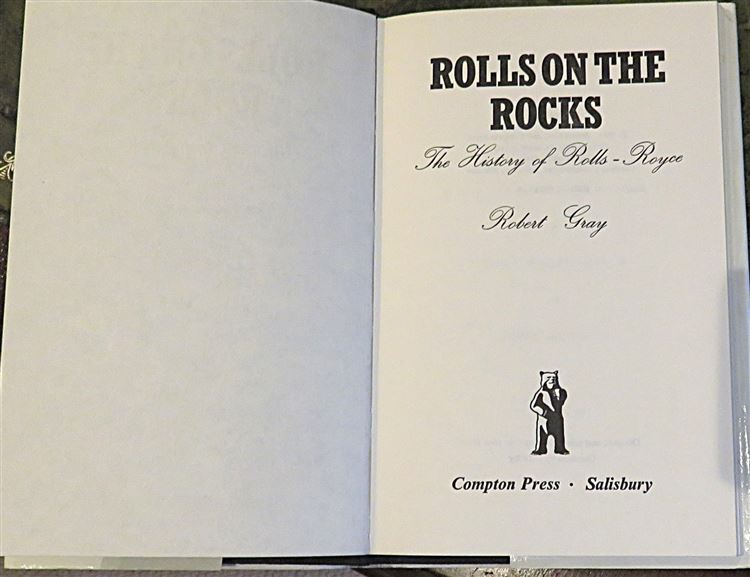 ROLLS ON THE
ROCKS
The History of Rolls - Royce
Robert Gray
Compton Press · Salisbury